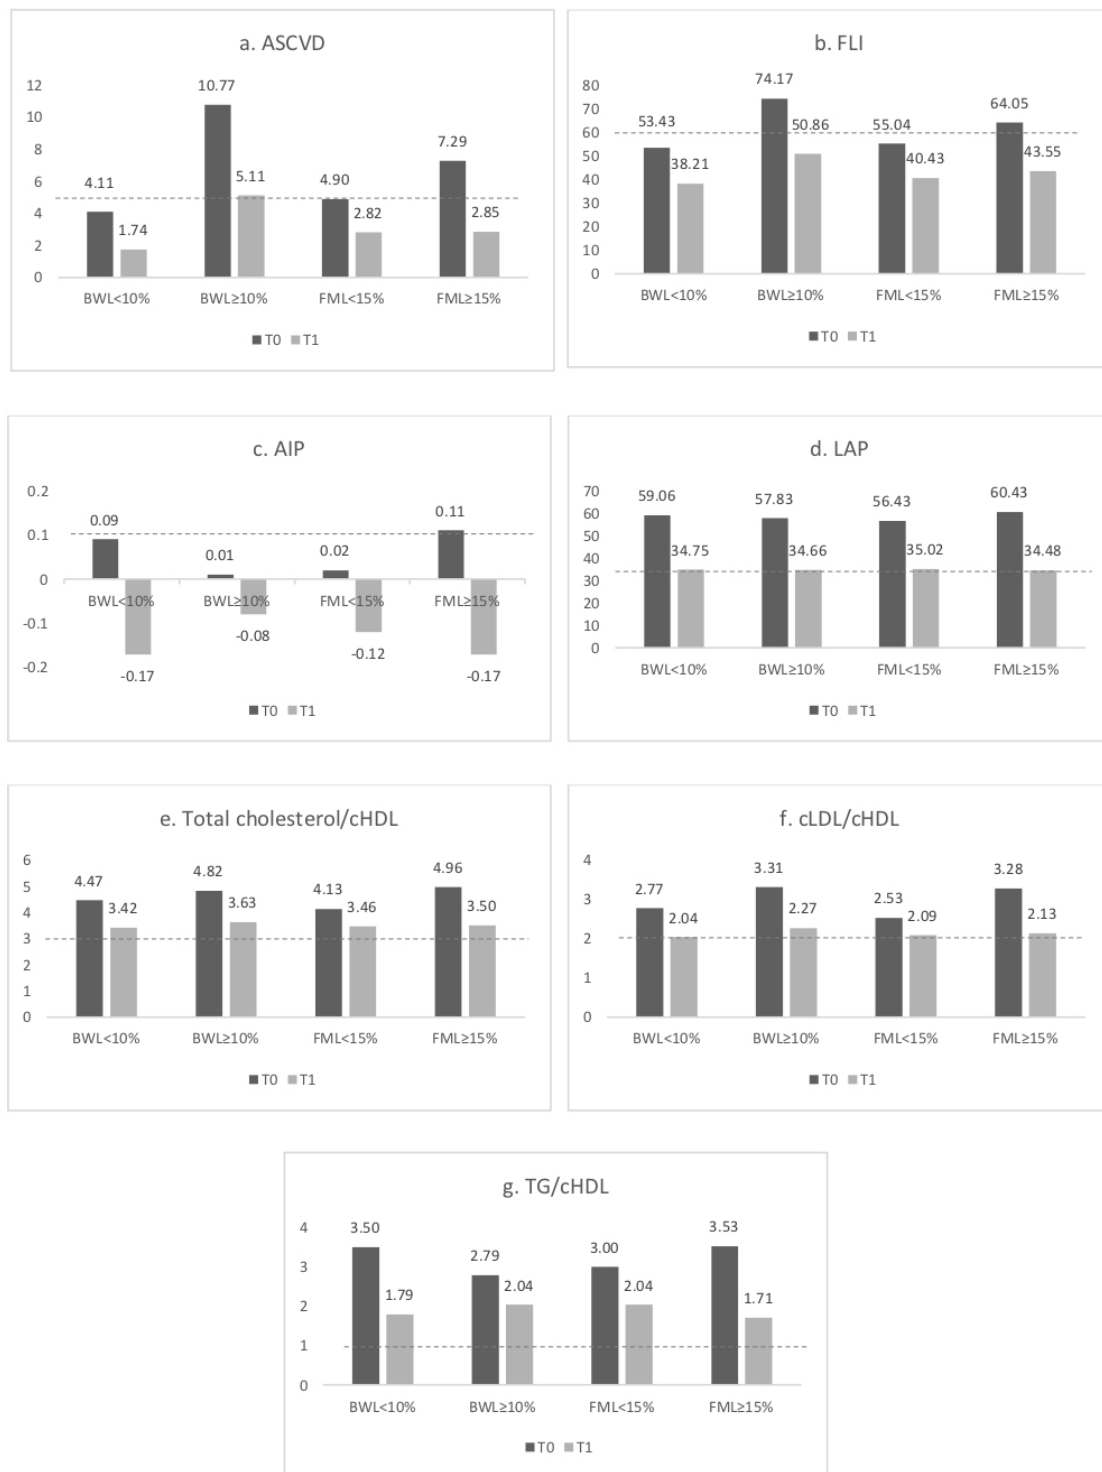 a. ASCVD
12
10
8
6
4
2
0
4.11
1.74
10.77
5.11
4.90
2.82
7.29
2.85
BWL<10%
BWL≥10%
FML<15%
FML≥15%
T0 T1
b. FLI
80
70
60
50
40
30
20
10
0
53.43
38.21
74.17
50.86
55.04
40.43
64.05
43.55
BWL<10%
BWL≥10%
FML<15%
FML≥15%
T0 T1
c. AIP
0.2
0.1
0
-0.1
-0.2
0.09
-0.17
0.01
-0.08
0.02
-0.12
0.11
-0.17
BWL<10%
BWL≥10%
FML<15%
FML≥15%
T0 T1
d. LAP
70
60
50
40
30
20
10
0
59.06
34.75
57.83
34.66
56.43
35.02
60.43
34.48
BWL<10%
BWL≥10%
FML<15%
FML≥15%
T0 T1
e. Total cholesterol/cHDL
6
5
4
3
2
1
0
4.47
3.42
4.82
3.63
4.13
3.46
4.96
3.50
BWL<10%
BWL≥10%
FML<15%
FML≥15%
T0 T1
f. cLDL/cHDL
4
3
2
1
0
2.77
2.04
3.31
2.27
2.53
2.09
3.28
2.13
BWL<10%
BWL≥10%
FML<15%
FML≥15%
T0 T1
g. TG/cHDL
4
3
2
1
0
3.50
1.79
2.79
2.04
3.00
2.04
3.53
1.71
BWL<10%
BWL≥10%
FML<15%
FML≥15%
T0 T1